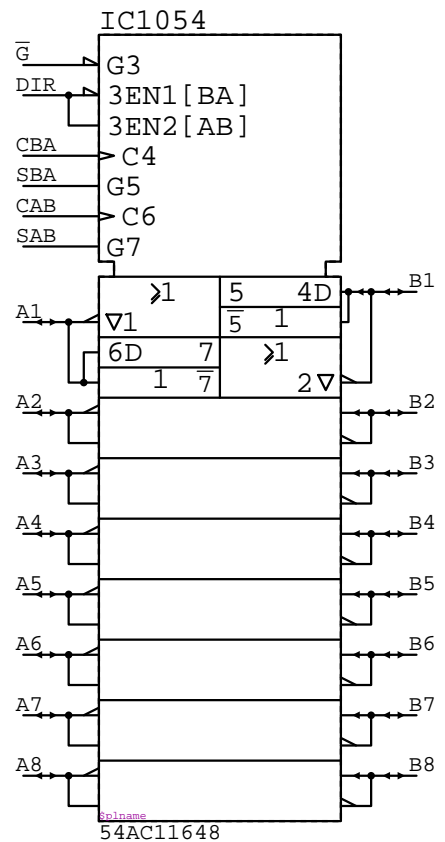 IC1054
G̅ G3
DIR 3EN1[BA]
3EN2[AB]
CBA C4
SBA G5
CAB C6
SAB G7
≥1 5 4D B1
A1 ▽1 5̅ 1
6D 7 ≥1
1 7̅ 2▽
A2 B2
A3 B3
A4 B4
A5 B5
A6 B6
A7 B7
A8 B8
$plname
54AC11648